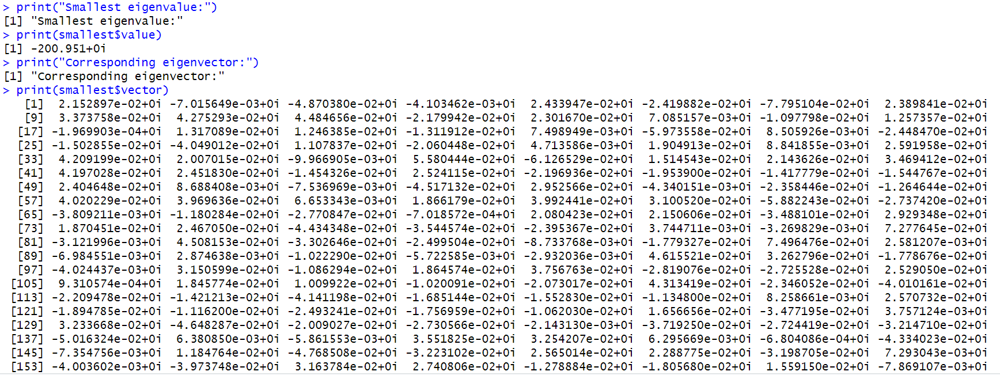 > print("Smallest eigenvalue:")
[1] "Smallest eigenvalue:"
> print(smallest$value)
[1] -200.951+0i
> print("Corresponding eigenvector:")
[1] "Corresponding eigenvector:"
> print(smallest$vector)
[1] 2.152897e-02+0i -7.015649e-03+0i -4.870380e-02+0i -4.103462e-03+0i 2.433947e-02+0i -2.419882e-02+0i -7.795104e-02+0i 2.389841e-02+0i
[9] 3.373758e-02+0i 4.275293e-02+0i 4.484656e-02+0i -2.179942e-02+0i 2.301670e-02+0i 7.085157e-03+0i -1.097798e-02+0i 1.257357e-02+0i
[17] -1.969903e-04+0i 1.317089e-02+0i 1.246385e-02+0i -1.311912e-02+0i 7.498949e-03+0i -5.973558e-02+0i 8.505926e-03+0i -2.448470e-02+0i
[25] -1.502855e-02+0i -4.049012e-02+0i 1.107837e-02+0i -2.060448e-02+0i 4.713586e-02+0i 1.904913e-02+0i 8.841855e-03+0i 2.591958e-02+0i
[33] 4.209199e-02+0i 2.007015e-02+0i -9.966905e-03+0i 5.580444e-02+0i -6.126529e-02+0i 1.514543e-02+0i 2.143626e-02+0i 3.469412e-02+0i
[41] 4.197028e-02+0i 2.451830e-02+0i -1.454326e-02+0i 2.524115e-02+0i -2.196936e-02+0i -1.953900e-02+0i -1.417779e-02+0i -1.544767e-02+0i
[49] 2.404648e-02+0i 8.688408e-03+0i -7.536969e-03+0i -4.517132e-02+0i 2.952566e-02+0i -4.340151e-03+0i -2.358446e-02+0i -1.264644e-02+0i
[57] 4.020229e-02+0i 3.969636e-02+0i 6.653343e-03+0i 1.866179e-02+0i 3.992441e-02+0i 3.100520e-02+0i -5.882243e-02+0i -2.737420e-02+0i
[65] -3.809211e-03+0i -1.180284e-02+0i -2.770847e-02+0i -7.018572e-04+0i 2.080423e-02+0i 2.150606e-02+0i -3.488101e-02+0i 2.929348e-02+0i
[73] 1.870451e-02+0i 2.467050e-02+0i -4.434348e-02+0i -3.544574e-02+0i -2.395367e-02+0i 3.744711e-03+0i -3.269829e-03+0i 7.277645e-02+0i
[81] -3.121996e-03+0i 4.508153e-02+0i -3.302646e-02+0i -2.499504e-02+0i -8.733768e-03+0i -1.779327e-02+0i 7.496476e-02+0i 2.581207e-03+0i
[89] -6.984551e-03+0i 2.874638e-03+0i -1.022290e-02+0i -5.722585e-03+0i -2.932036e-03+0i 4.615521e-02+0i 3.262796e-02+0i -1.778676e-02+0i
[97] -4.024437e-03+0i 3.150599e-02+0i -1.086294e-02+0i 1.864574e-02+0i 3.756763e-02+0i -2.819076e-02+0i -2.725528e-02+0i 2.529050e-02+0i
[105] 9.310574e-04+0i 1.845774e-02+0i 1.009922e-02+0i -1.020091e-02+0i -2.073017e-02+0i 4.313419e-02+0i -2.346052e-02+0i -4.010161e-02+0i
[113] -2.209478e-02+0i -1.421213e-02+0i -4.141198e-02+0i -1.685144e-02+0i -1.552830e-02+0i -1.134800e-02+0i 8.258661e-03+0i 2.570732e-02+0i
[121] -1.894785e-02+0i -1.116200e-02+0i -2.493241e-02+0i -1.756959e-02+0i -1.062030e-02+0i 1.656656e-02+0i -3.477195e-02+0i 3.757124e-03+0i
[129] 3.233668e-02+0i -4.648287e-02+0i -2.009027e-02+0i -2.730566e-02+0i -2.143130e-02+0i -3.719250e-02+0i -2.724419e-02+0i -3.214710e-02+0i
[137] -5.016324e-02+0i 6.380850e-03+0i -5.861553e-03+0i 3.551825e-02+0i 3.254207e-02+0i 6.295669e-03+0i -6.804086e-04+0i -4.334023e-02+0i
[145] -7.354756e-03+0i 1.184764e-02+0i -4.768508e-02+0i -3.223102e-02+0i 2.565014e-02+0i 2.288775e-02+0i -3.198705e-02+0i 7.293043e-03+0i
[153] -4.003602e-03+0i -3.973748e-02+0i 3.163784e-02+0i 2.740806e-02+0i -1.278884e-02+0i -1.805680e-02+0i 1.559150e-02+0i -7.869107e-03+0i